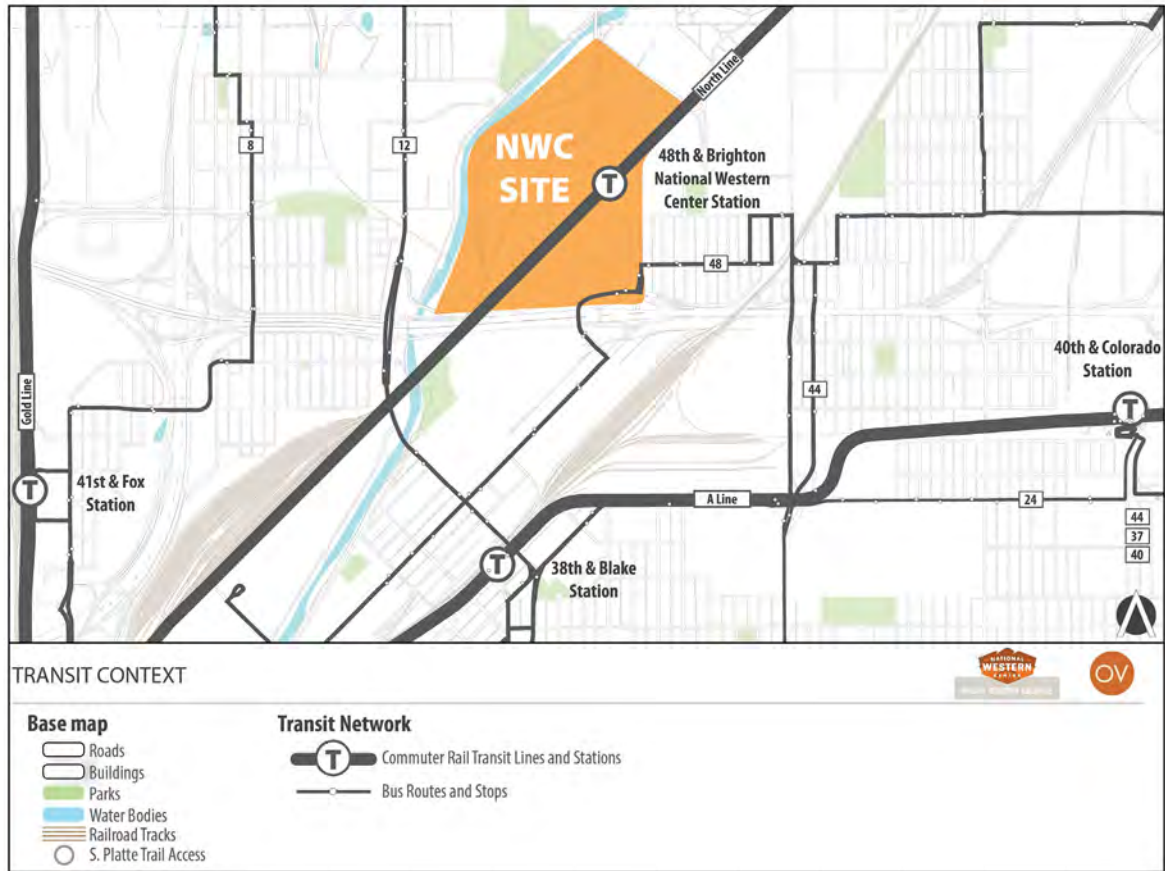 North Line
NWC
SITE
8
12
48th & Brighton
National Western
Center Station
48
40th & Colorado
Station
44
Gold Line
41st & Fox
Station
A Line
24
44
37
40
38th & Blake
Station
TRANSIT CONTEXT
NATIONAL
WESTERN
CENTER
OV
Base map
Roads
Buildings
Parks
Water Bodies
Railroad Tracks
S. Platte Trail Access
Transit Network
Commuter Rail Transit Lines and Stations
Bus Routes and Stops
T
T
T
T
T